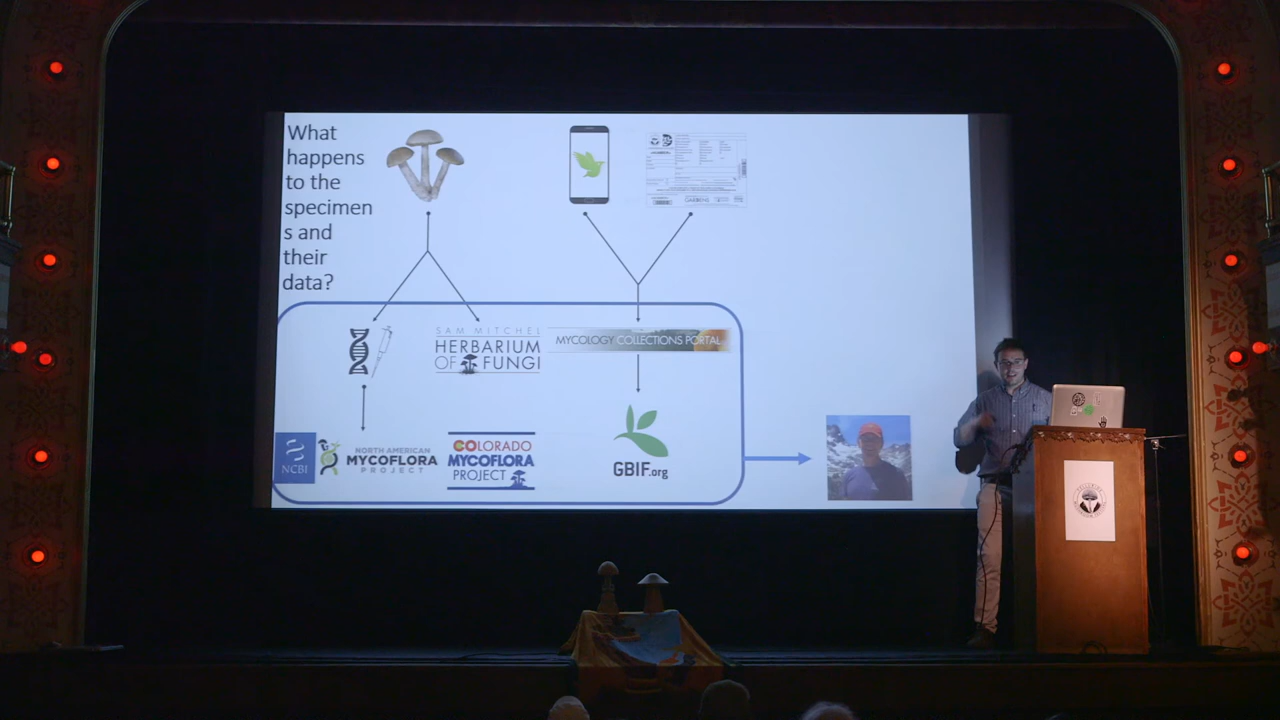 What
happens
to the
specimen
s and
their
data?
SAM MITCHEL
HERBARIUM
OF FUNGI
MYCOLOGY COLLECTIONS PORTAL
NCBI
NORTH AMERICAN
MYCOFLORA
PROJECT
COLORADO
MYCOFLORA
PROJECT
GBIF.org